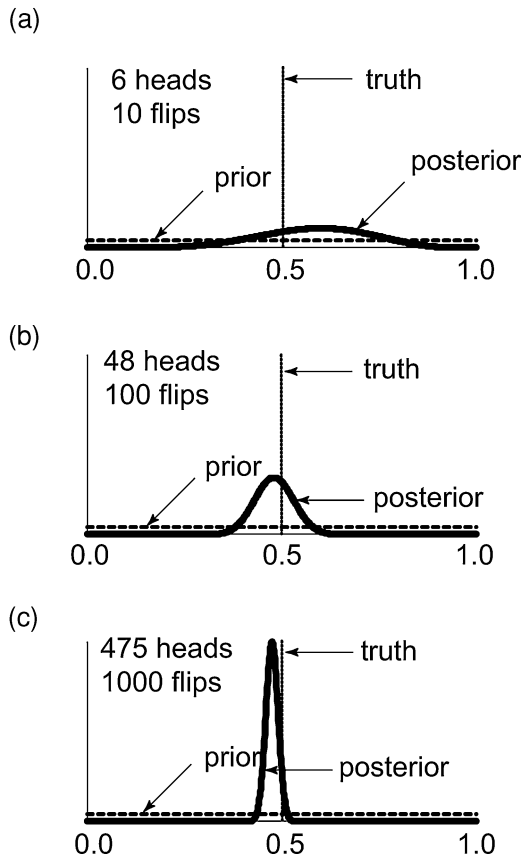 (a)
6 heads
10 flips
truth
prior
posterior
0.0 0.5 1.0
(b)
48 heads
100 flips
truth
prior
posterior
0.0 0.5 1.0
(c)
475 heads
1000 flips
truth
prior
posterior
0.0 0.5 1.0